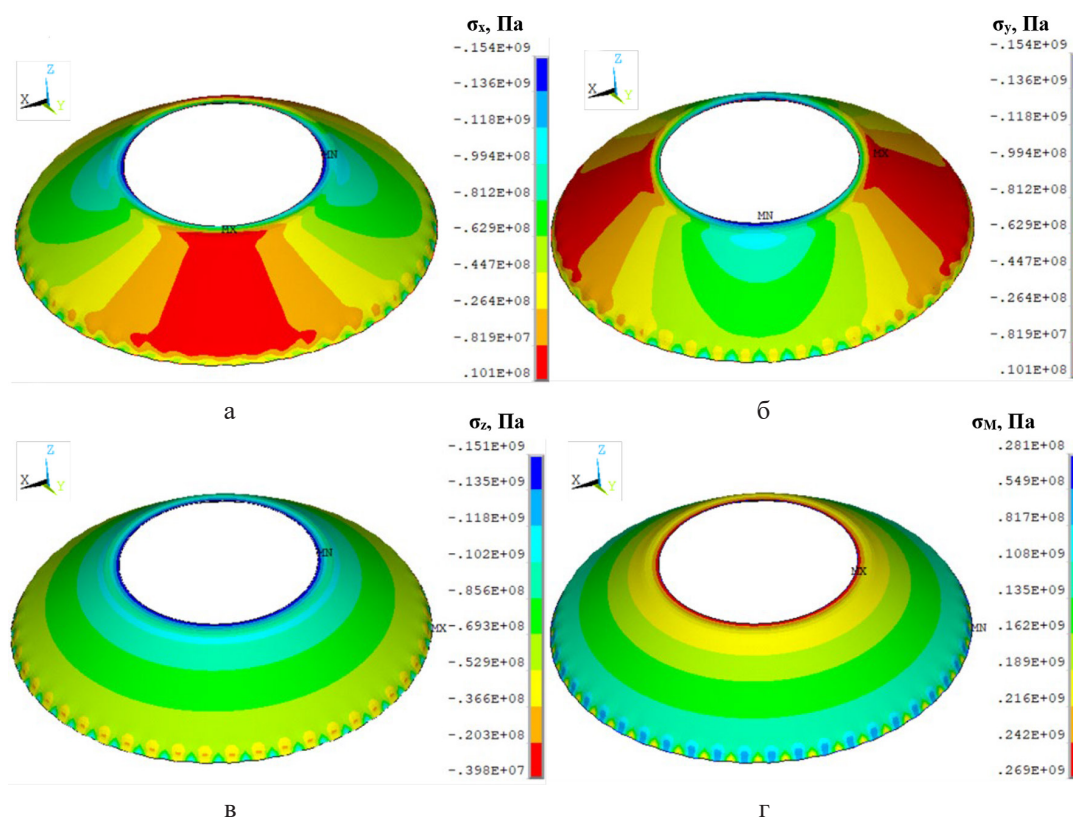 σx, Па
-.154E+09
-.136E+09
-.118E+09
-.994E+08
-.812E+08
-.629E+08
-.447E+08
-.264E+08
-.819E+07
.101E+08
Z
X
Y
MN
MX
а
σy, Па
-.154E+09
-.136E+09
-.118E+09
-.994E+08
-.812E+08
-.629E+08
-.447E+08
-.264E+08
-.819E+07
.101E+08
Z
X
Y
MX
MN
б
σz, Па
-.151E+09
-.135E+09
-.118E+09
-.102E+09
-.856E+08
-.693E+08
-.529E+08
-.366E+08
-.203E+08
-.398E+07
Z
X
Y
MN
MX
в
σM, Па
.281E+08
.549E+08
.817E+08
.108E+09
.135E+09
.162E+09
.189E+09
.216E+09
.242E+09
.269E+09
Z
X
Y
MX
MN
г